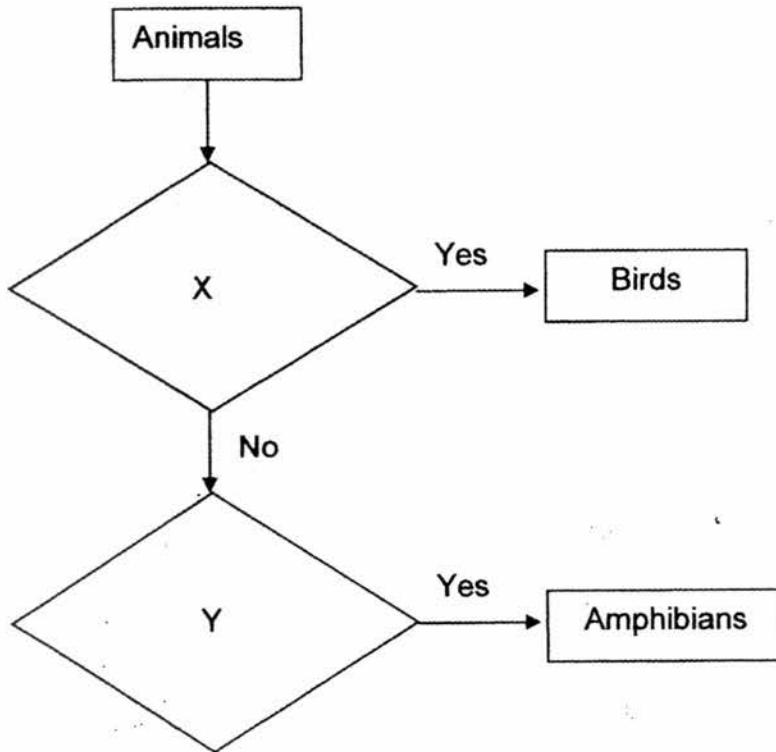 Animals
X
Yes
Birds
No
Y
Yes
Amphibians